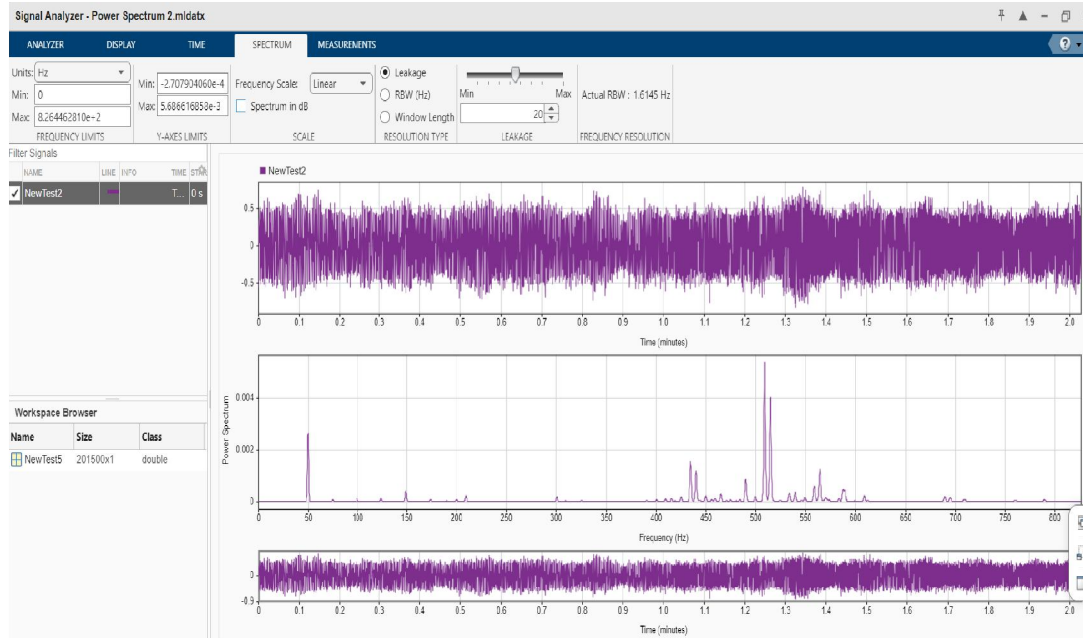 Signal Analyzer - Power Spectrum 2.mldatx
ANALYZER DISPLAY TIME SPECTRUM MEASUREMENTS
Units: Hz
Min: 0
Max: 8.264462810e+2
FREQUENCY LIMITS
Min: -2.707904060e-4
Max: 5.686616858e-3
Y-AXES LIMITS
Frequency Scale: Linear
Spectrum in dB
SCALE
Leakage
RBW (Hz)
Window Length
RESOLUTION TYPE
Min Max
20
LEAKAGE
Actual RBW : 1.6145 Hz
FREQUENCY RESOLUTION
Filter Signals
NAME LINE INFO TIME
NewTest2 T... 0 s
Workspace Browser
Name Size Class
NewTest5 201500x1 double
NewTest2
0.5
0
-0.5
0 0.1 0.2 0.3 0.4 0.5 0.6 0.7 0.8 0.9 1.0 1.1 1.2 1.3 1.4 1.5 1.6 1.7 1.8 1.9 2.0
Time (minutes)
Power Spectrum
0.004
0.002
0
0 50 100 150 200 250 300 350 400 450 500 550 600 650 700 750 800
Frequency (Hz)
0
-0.9
0 0.1 0.2 0.3 0.4 0.5 0.6 0.7 0.8 0.9 1.0 1.1 1.2 1.3 1.4 1.5 1.6 1.7 1.8 1.9 2.0
Time (minutes)